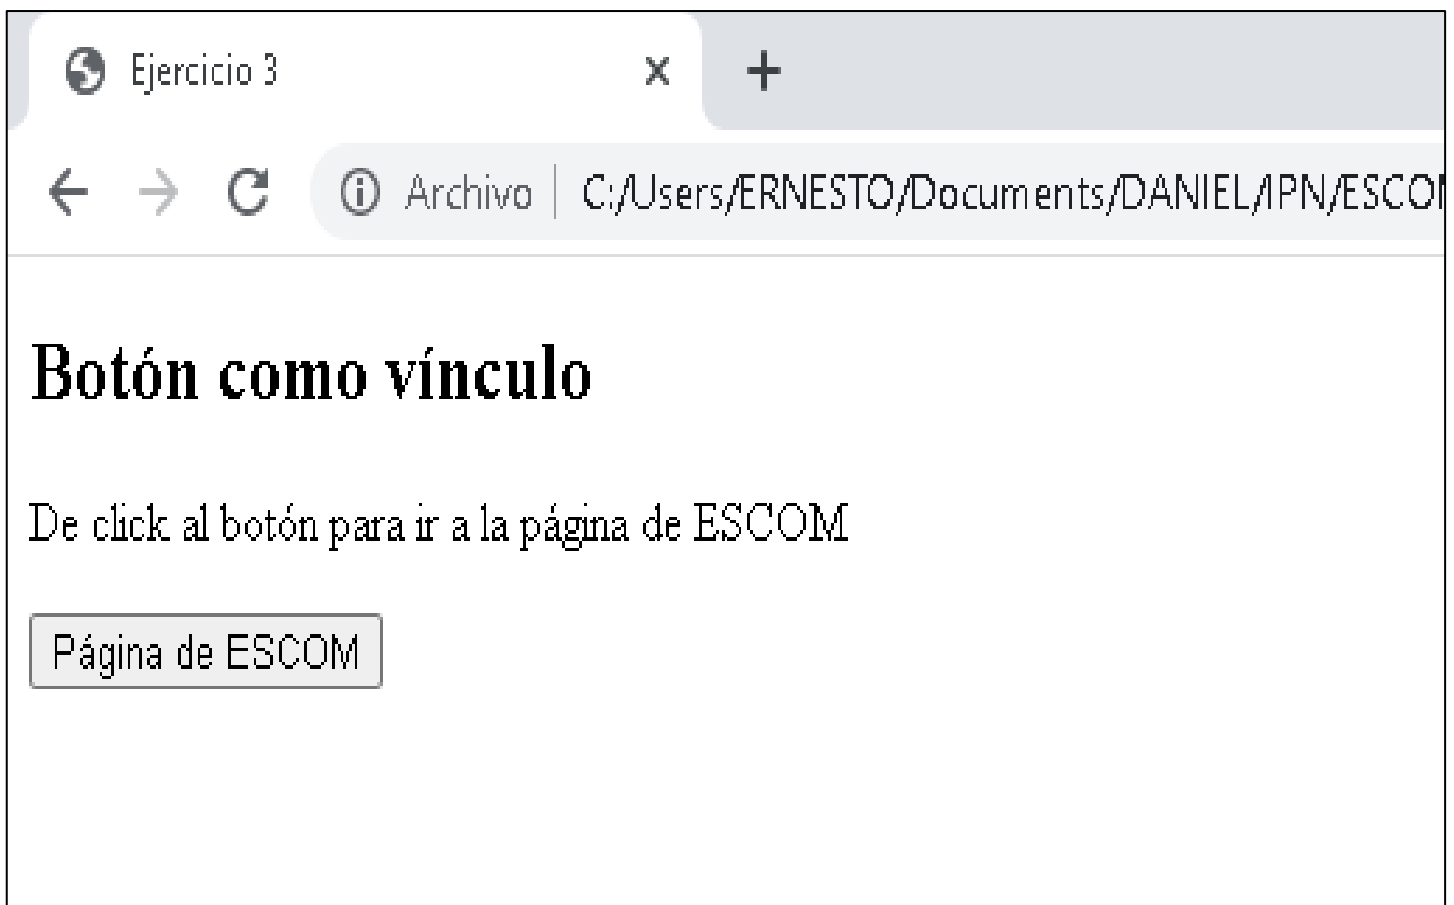 Ejercicio 3
Archivo C:/Users/ERNESTO/Documents/DANIEL/IPN/ESCO
Botón como vínculo
De click al botón para ir a la página de ESCOM
Página de ESCOM